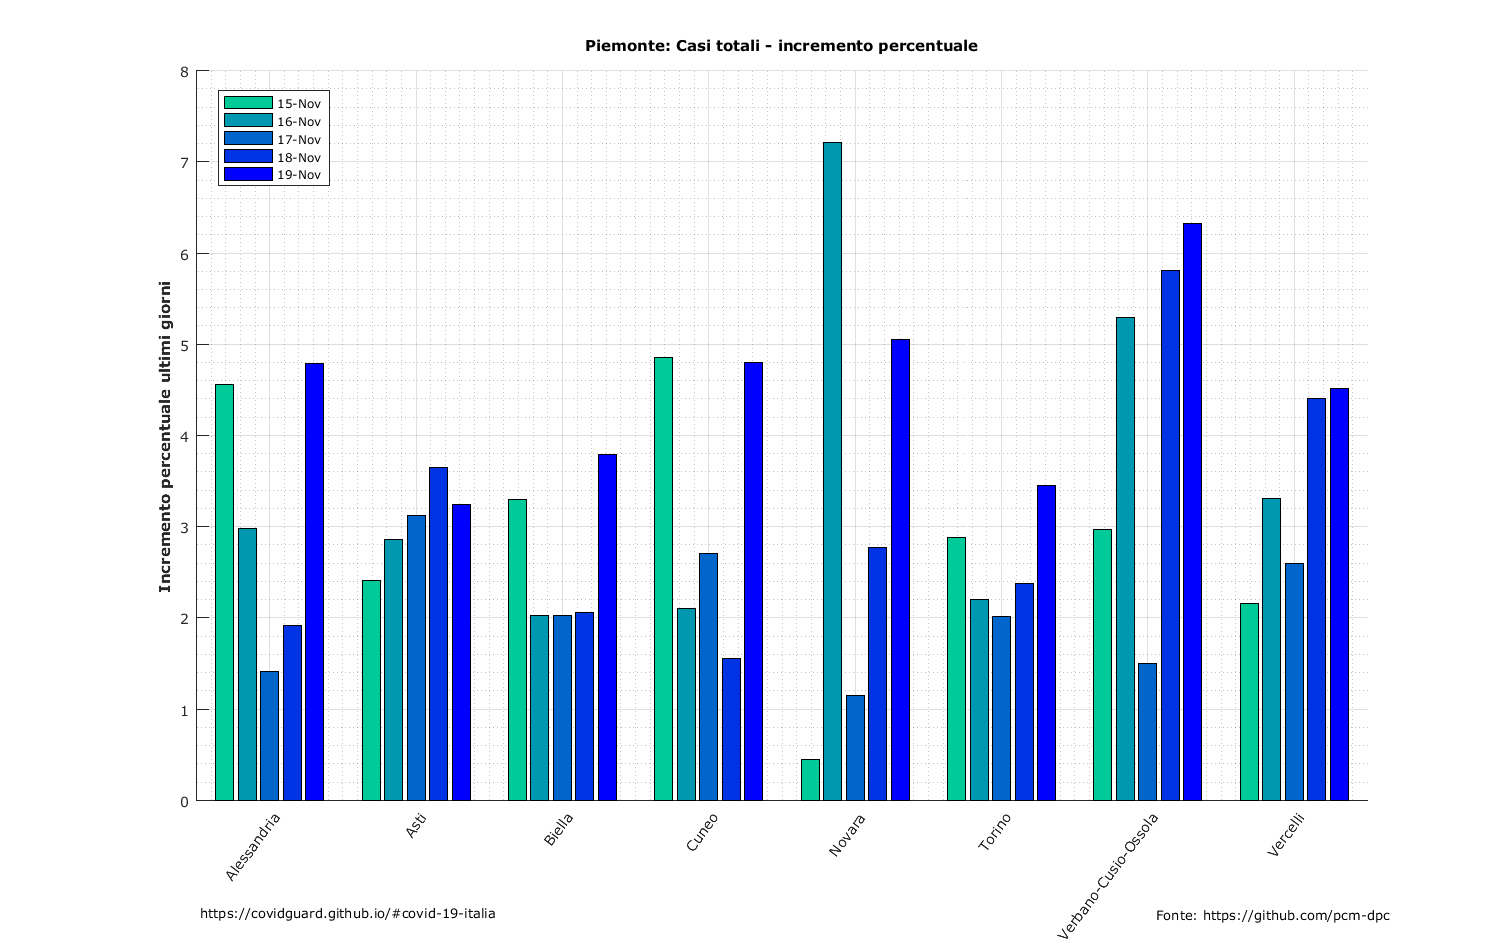 Piemonte: Casi totali - incremento percentuale
8
7
6
5
4
3
2
1
0
Incremento percentuale ultimi giorni
15-Nov
16-Nov
17-Nov
18-Nov
19-Nov
Alessandria
Asti
Biella
Cuneo
Novara
Torino
Verbano-Cusio-Ossola
Vercelli
https://covidguard.github.io/#covid-19-italia
Fonte: https://github.com/pcm-dpc